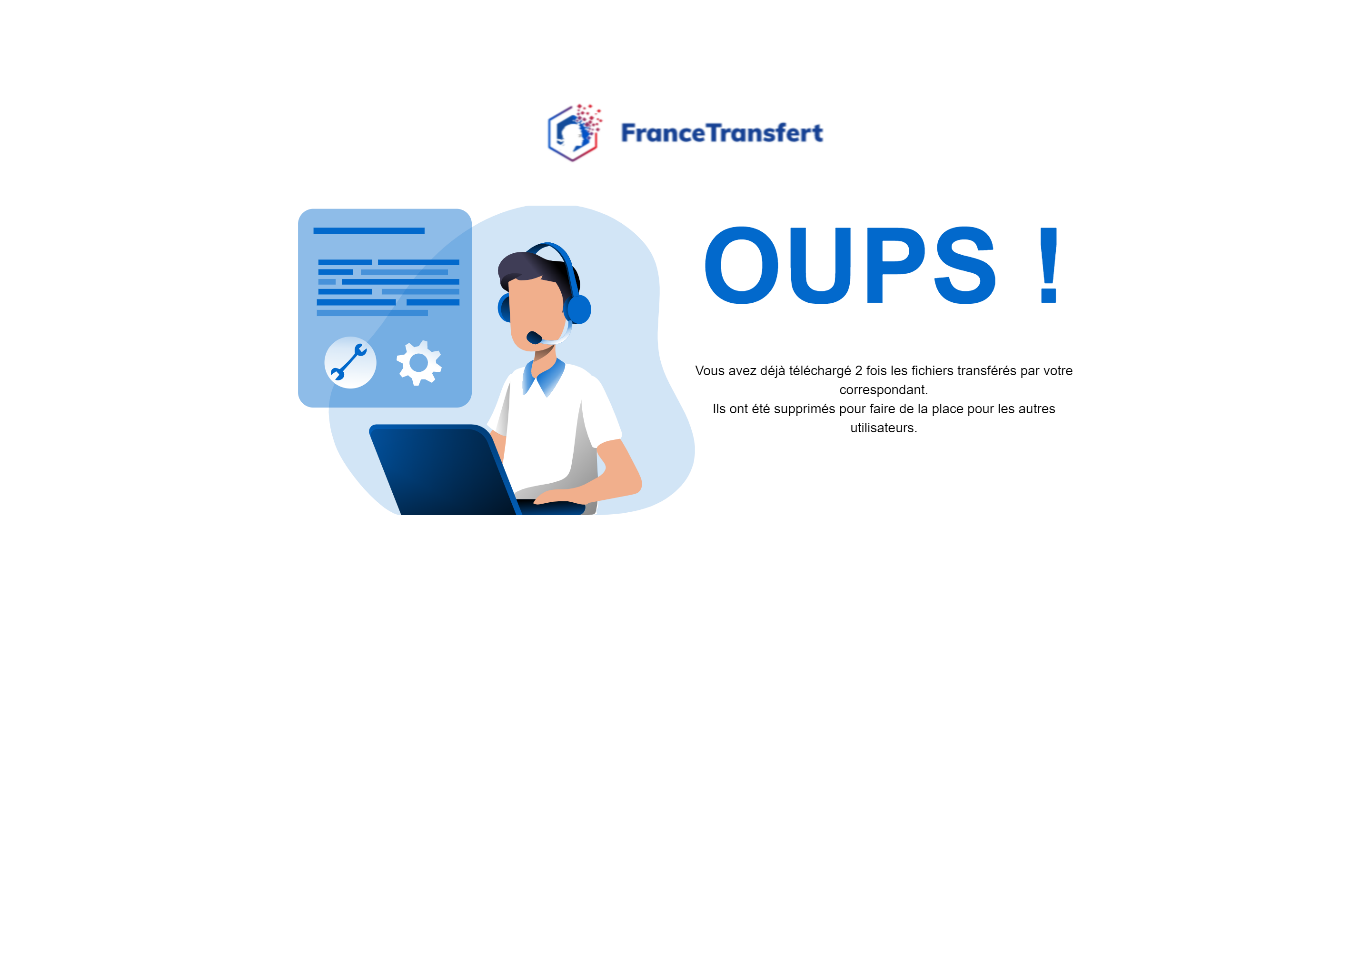 FranceTransfert
OUPS !
Vous avez déjà téléchargé 2 fois les fichiers transférés par votre
correspondant.
Ils ont été supprimés pour faire de la place pour les autres
utilisateurs.